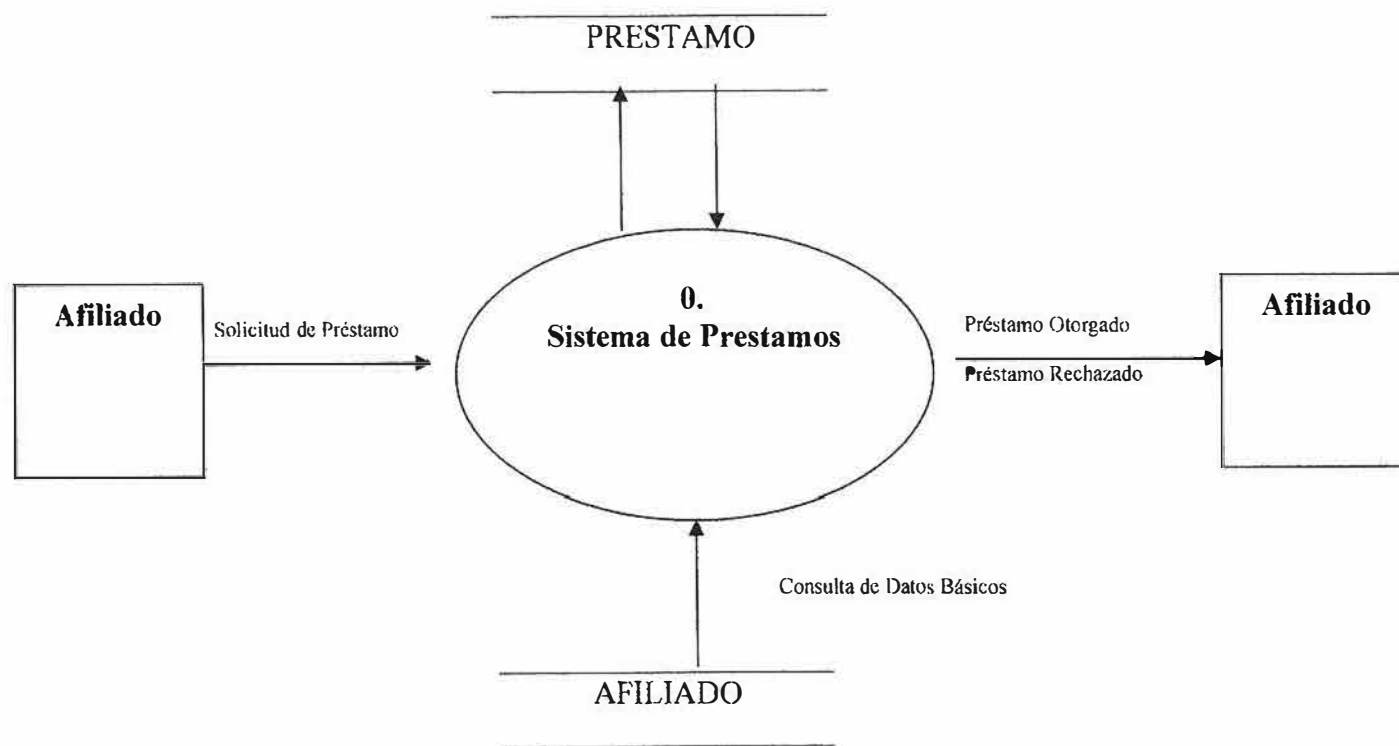 PRESTAMO
Afiliado
Solicitud de Préstamo
0.
Sistema de Prestamos
Préstamo Otorgado
Préstamo Rechazado
Afiliado
Consulta de Datos Básicos
AFILIADO